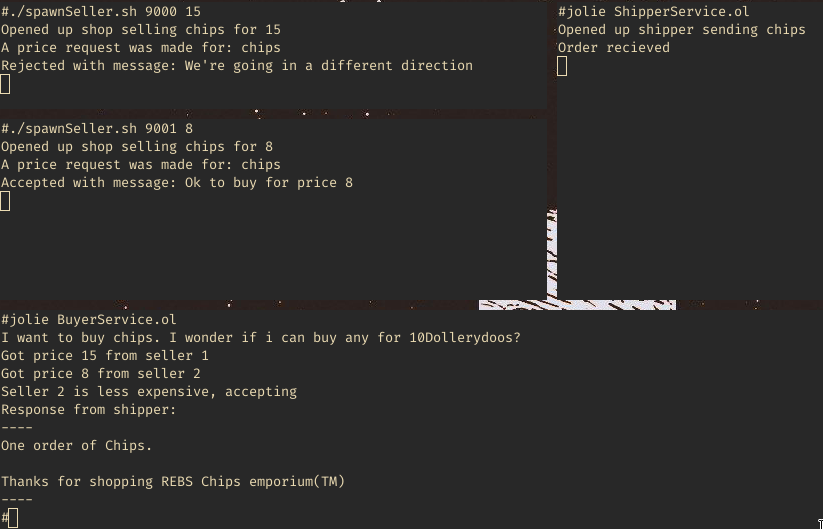 #./spawnSeller.sh 9000 15
Opened up shop selling chips for 15
A price request was made for: chips
Rejected with message: We're going in a different direction
#jolie ShipperService.ol
Opened up shipper sending chips
Order recieved
#./spawnSeller.sh 9001 8
Opened up shop selling chips for 8
A price request was made for: chips
Accepted with message: Ok to buy for price 8
#jolie BuyerService.ol
I want to buy chips. I wonder if i can buy any for 10Dollerydoos?
Got price 15 from seller 1
Got price 8 from seller 2
Seller 2 is less expensive, accepting
Response from shipper:
----
One order of Chips.
Thanks for shopping REBS Chips emporium(TM)
----
#